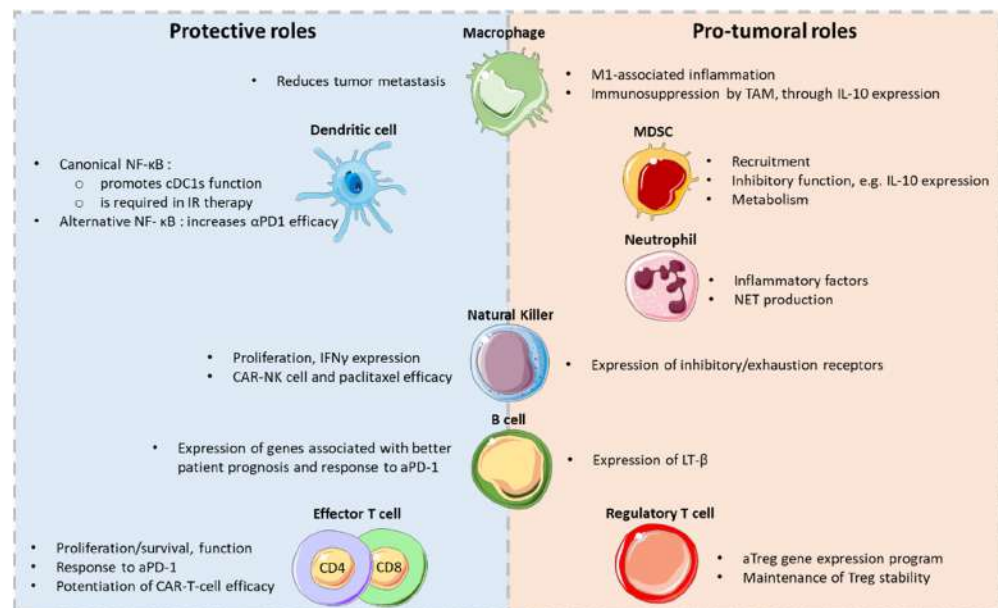 Protective roles
Macrophage
Pro-tumoral roles
• Reduces tumor metastasis
• M1-associated inflammation
• Immunosuppression by TAM, through IL-10 expression
Dendritic cell
• Canonical NF-κB :
o promotes cDC1s function
o is required in IR therapy
• Alternative NF- κB : increases αPD1 efficacy
MDSC
• Recruitment
• Inhibitory function, e.g. IL-10 expression
• Metabolism
Neutrophil
• Inflammatory factors
• NET production
Natural Killer
• Proliferation, IFNγ expression
• CAR-NK cell and paclitaxel efficacy
• Expression of inhibitory/exhaustion receptors
B cell
• Expression of genes associated with better
patient prognosis and response to aPD-1
• Expression of LT-β
Effector T cell
• Proliferation/survival, function
• Response to aPD-1
• Potentiation of CAR-T-cell efficacy
CD4
CD8
Regulatory T cell
• aTreg gene expression program
• Maintenance of Treg stability